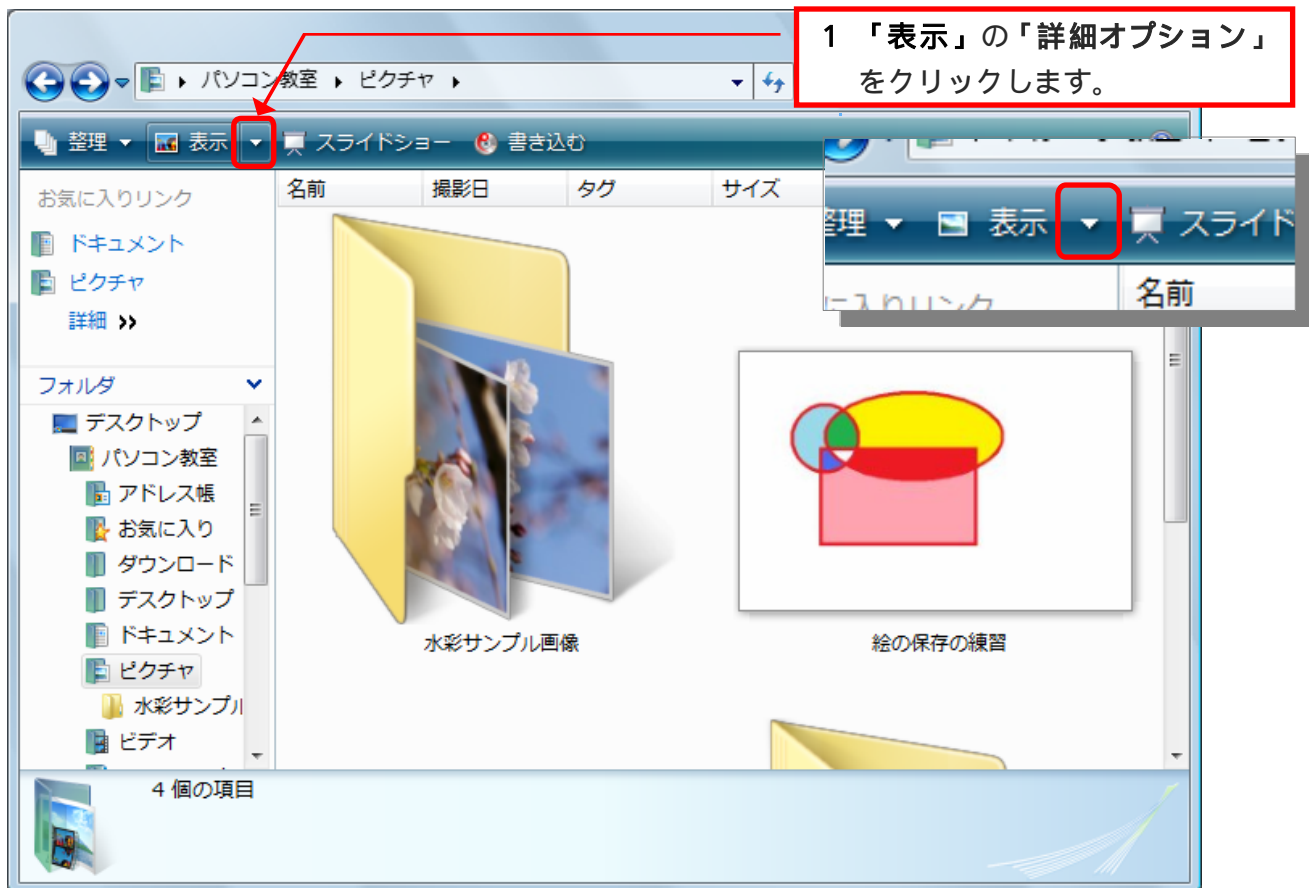 1 「表示」の「詳細オプション」
をクリックします。
パソコン教室 ピクチャ
整理 表示 スライドショー 書き込む
お気に入りリンク
ドキュメント
ピクチャ
詳細 »
フォルダ
デスクトップ
パソコン教室
アドレス帳
お気に入り
ダウンロード
デスクトップ
ドキュメント
ピクチャ
水彩サンプル
ビデオ
名前 撮影日 タグ サイズ
水彩サンプル画像
絵の保存の練習
整理 表示 スライド
に入りリンク
名前
4 個の項目